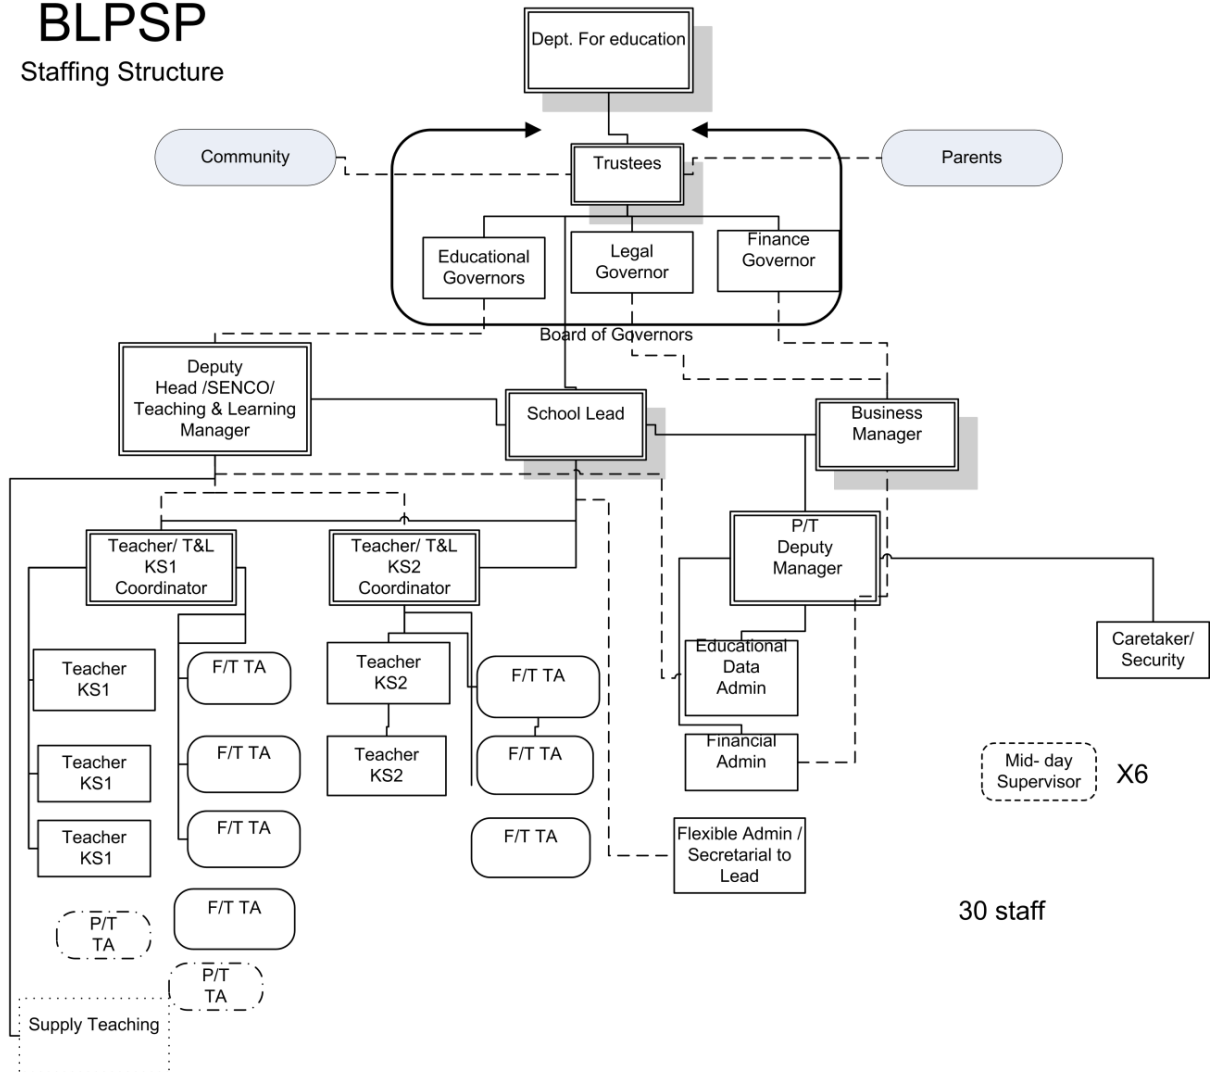 BLPSP
Staffing Structure
Dept. For education
Community
Trustees
Parents
Educational
Governors
Legal
Governor
Finance
Governor
Board of Governors
Deputy
Head /SENCO/
Teaching & Learning
Manager
School Lead
Business
Manager
Teacher/ T&L
KS1
Coordinator
Teacher/ T&L
KS2
Coordinator
P/T
Deputy
Manager
Caretaker/
Security
Teacher
KS1
F/T TA
Teacher
KS2
F/T TA
Educational
Data
Admin
Teacher
KS1
F/T TA
Teacher
KS2
F/T TA
Financial
Admin
Mid- day
Supervisor
X6
Teacher
KS1
F/T TA
F/T TA
Flexible Admin /
Secretarial to
Lead
P/T
TA
F/T TA
30 staff
P/T
TA
Supply Teaching